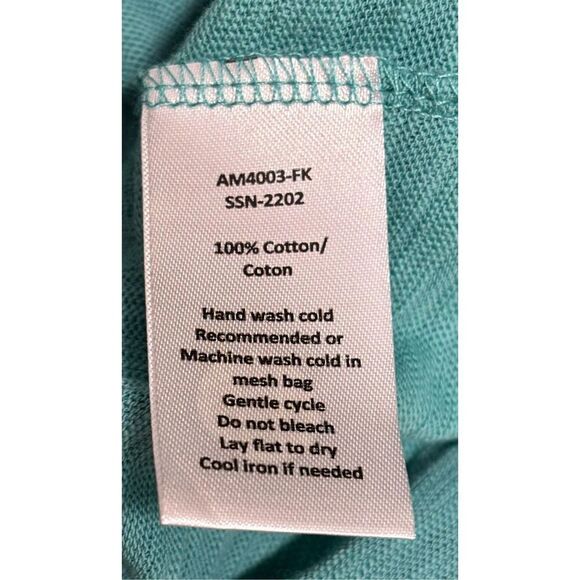 AM4003-FK
SSN-2202
100% Cotton/
Coton
Hand wash cold
Recommended or
Machine wash cold in
mesh bag
Gentle cycle
Do not bleach
Lay flat to dry
Cool iron if needed